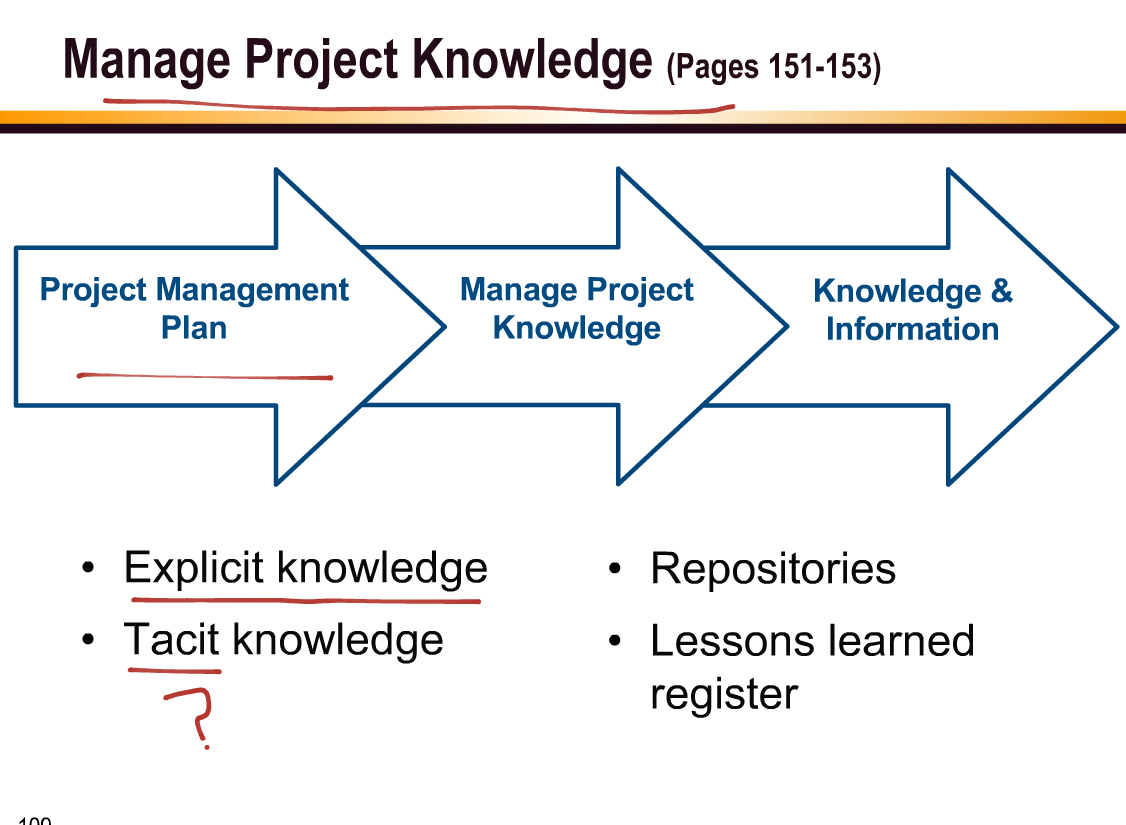 Manage Project Knowledge (Pages 151-153)
Project Management
Plan
Manage Project
Knowledge
Knowledge &
Information
• Explicit knowledge
• Tacit knowledge
?
• Repositories
• Lessons learned
register